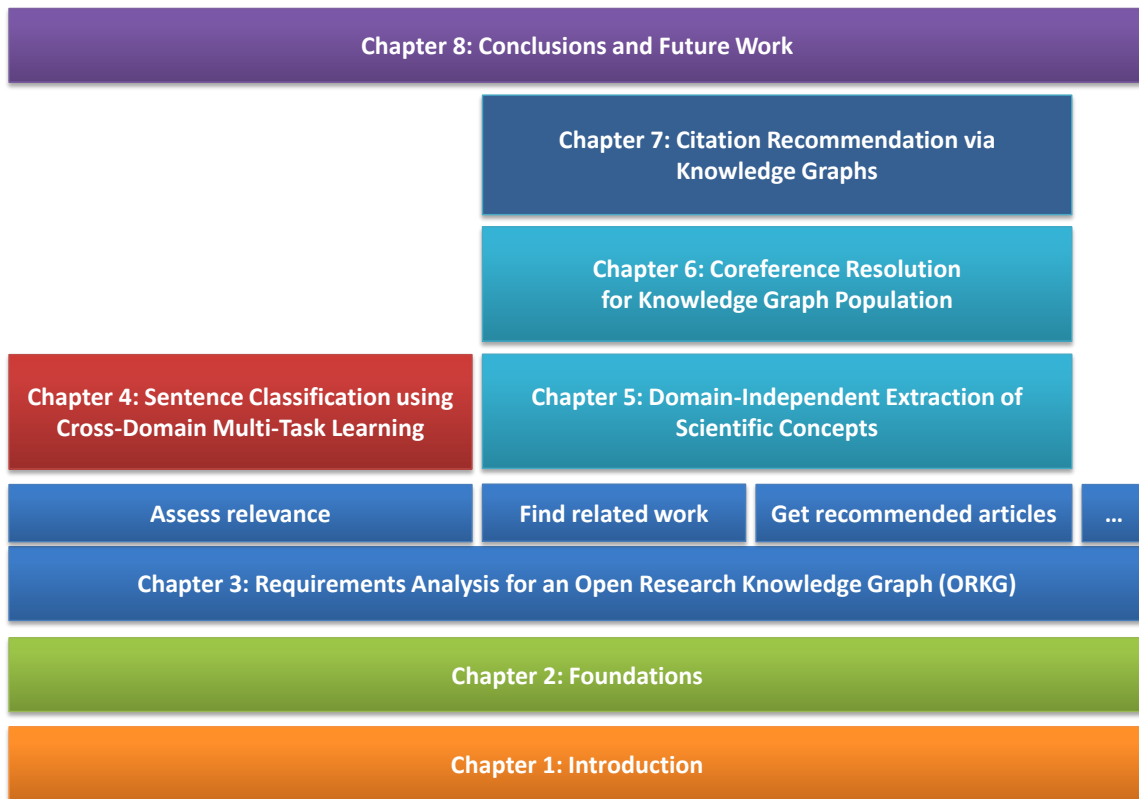 Chapter 8: Conclusions and Future Work
Chapter 7: Citation Recommendation via
Knowledge Graphs
Chapter 6: Coreference Resolution
for Knowledge Graph Population
Chapter 4: Sentence Classification using
Cross-Domain Multi-Task Learning
Chapter 5: Domain-Independent Extraction of
Scientific Concepts
Assess relevance
Find related work
Get recommended articles
...
Chapter 3: Requirements Analysis for an Open Research Knowledge Graph (ORKG)
Chapter 2: Foundations
Chapter 1: Introduction